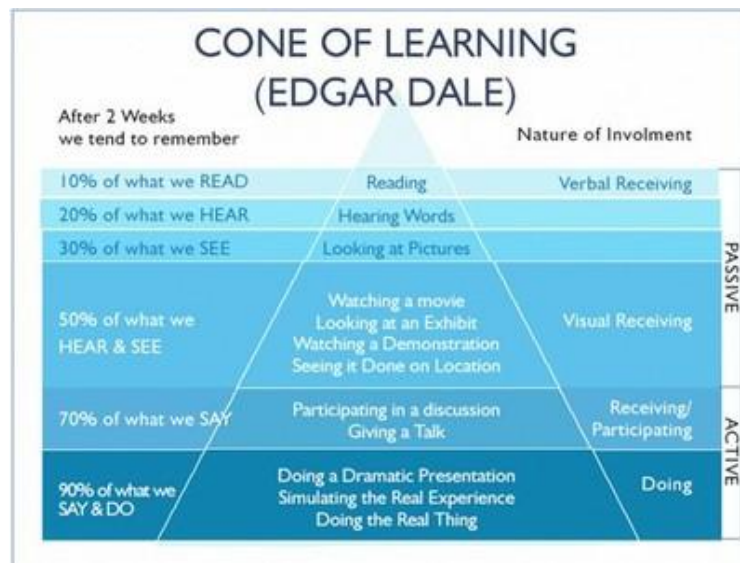 CONE OF LEARNING
(EDGAR DALE)
After 2 Weeks
we tend to remember
Nature of Involment
10% of what we READ
Reading
Verbal Receiving
20% of what we HEAR
Hearing Words
30% of what we SEE
Looking at Pictures
50% of what we
HEAR & SEE
Watching a movie
Looking at an Exhibit
Watching a Demonstration
Seeing it Done on Location
Visual Receiving
PASSIVE
70% of what we SAY
Participating in a discussion
Giving a Talk
Receiving/
Participating
90% of what we
SAY & DO
Doing a Dramatic Presentation
Simulating the Real Experience
Doing the Real Thing
Doing
ACTIVE